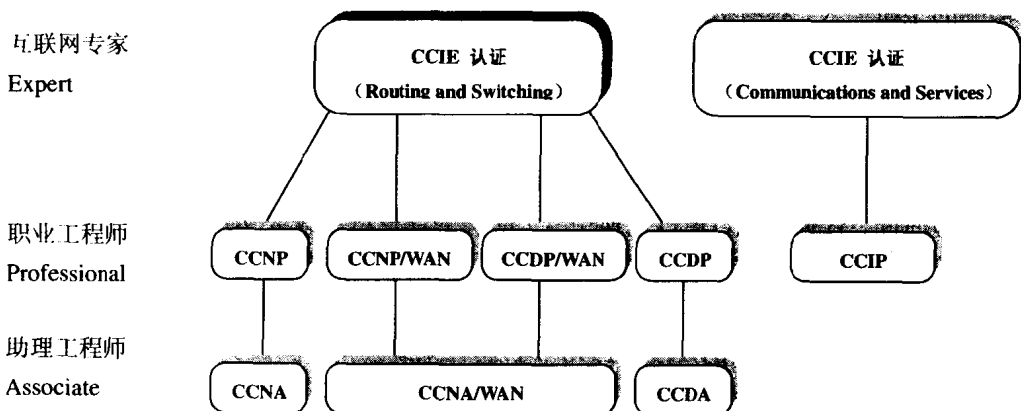 互联网专家
Expert
CCIE 认证
（Routing and Switching）
CCIE 认证
（Communications and Services）
职业工程师
Professional
CCNP
CCNP/WAN
CCDP/WAN
CCDP
CCIP
助理工程师
Associate
CCNA
CCNA/WAN
CCDA